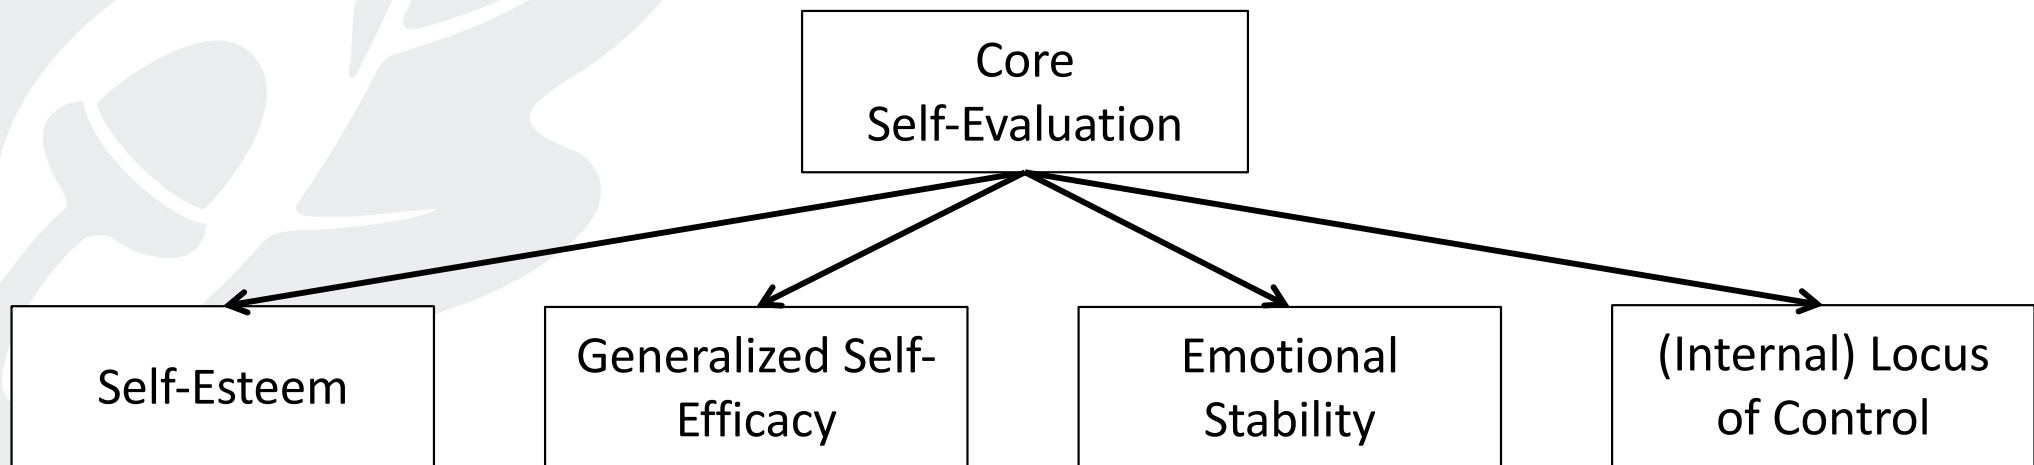 Core
Self-Evaluation
Self-Esteem
Generalized Self-
Efficacy
Emotional
Stability
(Internal) Locus
of Control